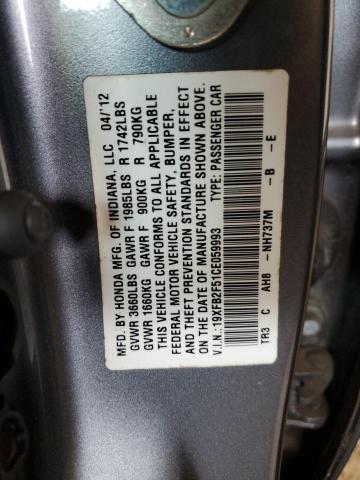 MFD. BY HONDA MFG. OF INDIANA, LLC 04/'12
GVWR 3660LBS GAWR F 1985LBS R 1742LBS
GVWR 1660KG GAWR F 900KG R 790KG
THIS VEHICLE CONFORMS TO ALL APPLICABLE
FEDERAL MOTOR VEHICLE SAFETY, BUMPER,
AND THEFT PREVENTION STANDARDS IN EFFECT
ON THE DATE OF MANUFACTURE SHOWN ABOVE.
V.I.N.:19XFB2F51CE059993 TYPE: PASSENGER CAR
TR3 C AH8 - NH737M - B - E